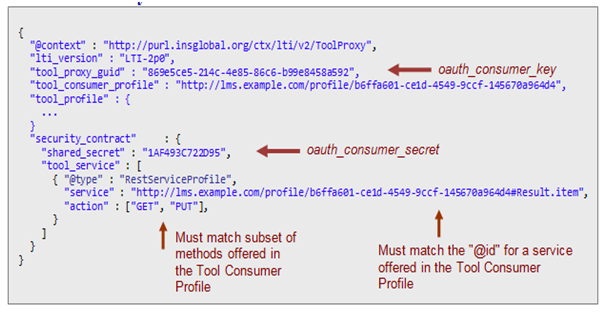 {
"@context" : "http://purl.insglobal.org/ctx/lti/v2/ToolProxy",
"lti_version" : "LTI-2p0",
"tool_proxy_guid" : "869e5ce5-214c-4e85-86c6-b99e8458a592",
oauth_consumer_key
"tool_consumer_profile" : "http://lms.example.com/profile/b6ffa601-ce1d-4549-9ccf-145670a964d4",
"tool_profile" : {
...
}
"security_contract" : {
"shared_secret" : "1AF493C722D95",
oauth_consumer_secret
"tool_service" : [
{ "@type" : "RestServiceProfile",
"service" : "http://lms.example.com/profile/b6ffa601-ce1d-4549-9ccf-145670a964d4#Result.item",
"action" : ["GET", "PUT"],
}
]
}
}
Must match subset of
methods offered in
the Tool Consumer
Profile
Must match the "@id" for a service
offered in the Tool Consumer
Profile